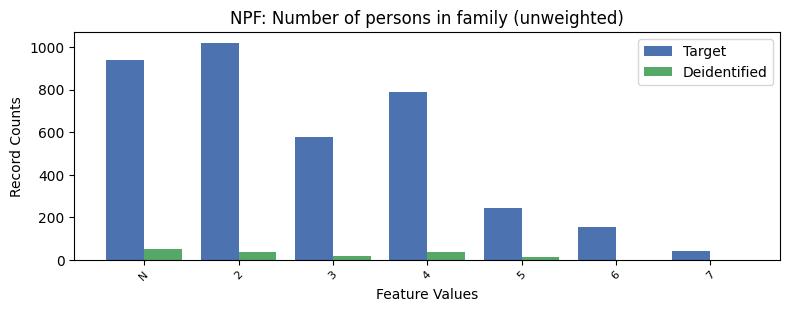 NPF: Number of persons in family (unweighted)
Target
Deidentified
Record Counts
1000
800
600
400
200
0
N 2 3 4 5 6 7
Feature Values